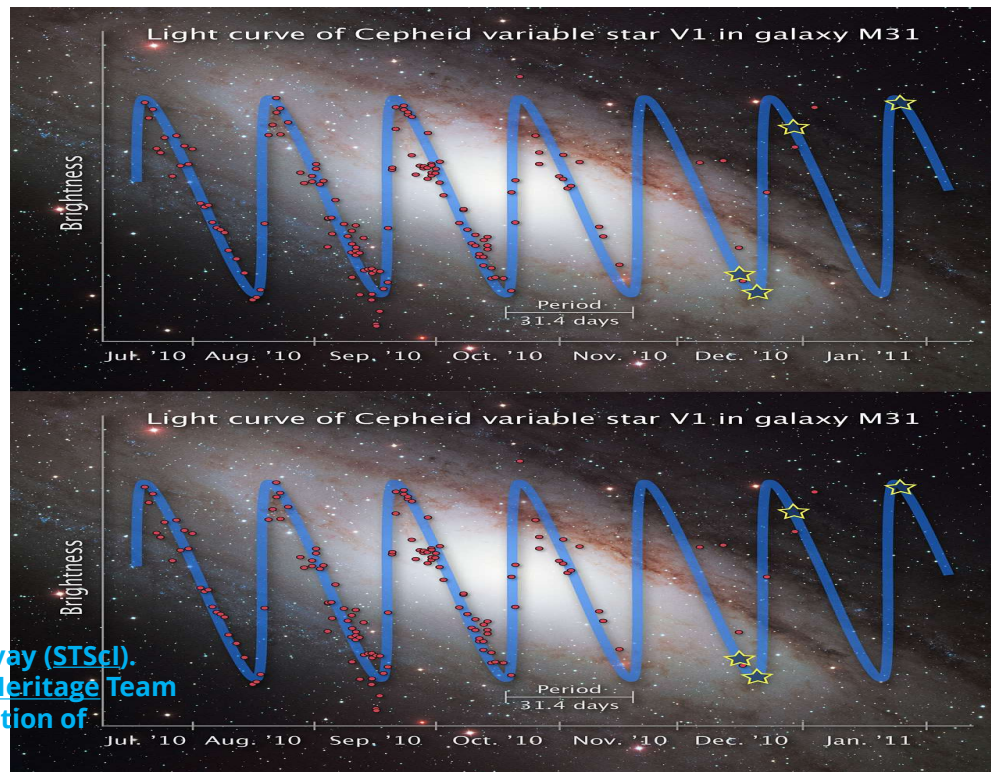 Light curve of Cepheid variable star V1 in galaxy M31
Brightness
Period
31.4 days
Jul. '10 Aug. '10 Sep. '10 Oct. '10 Nov. '10 Dec. '10 Jan. '11
Light curve of Cepheid variable star V1 in galaxy M31
Brightness
vay (STScI).
Heritage Team
tion of
Period
31.4 days
Jul. '10 Aug. '10 Sep. '10 Oct. '10 Nov. '10 Dec. '10 Jan. '11